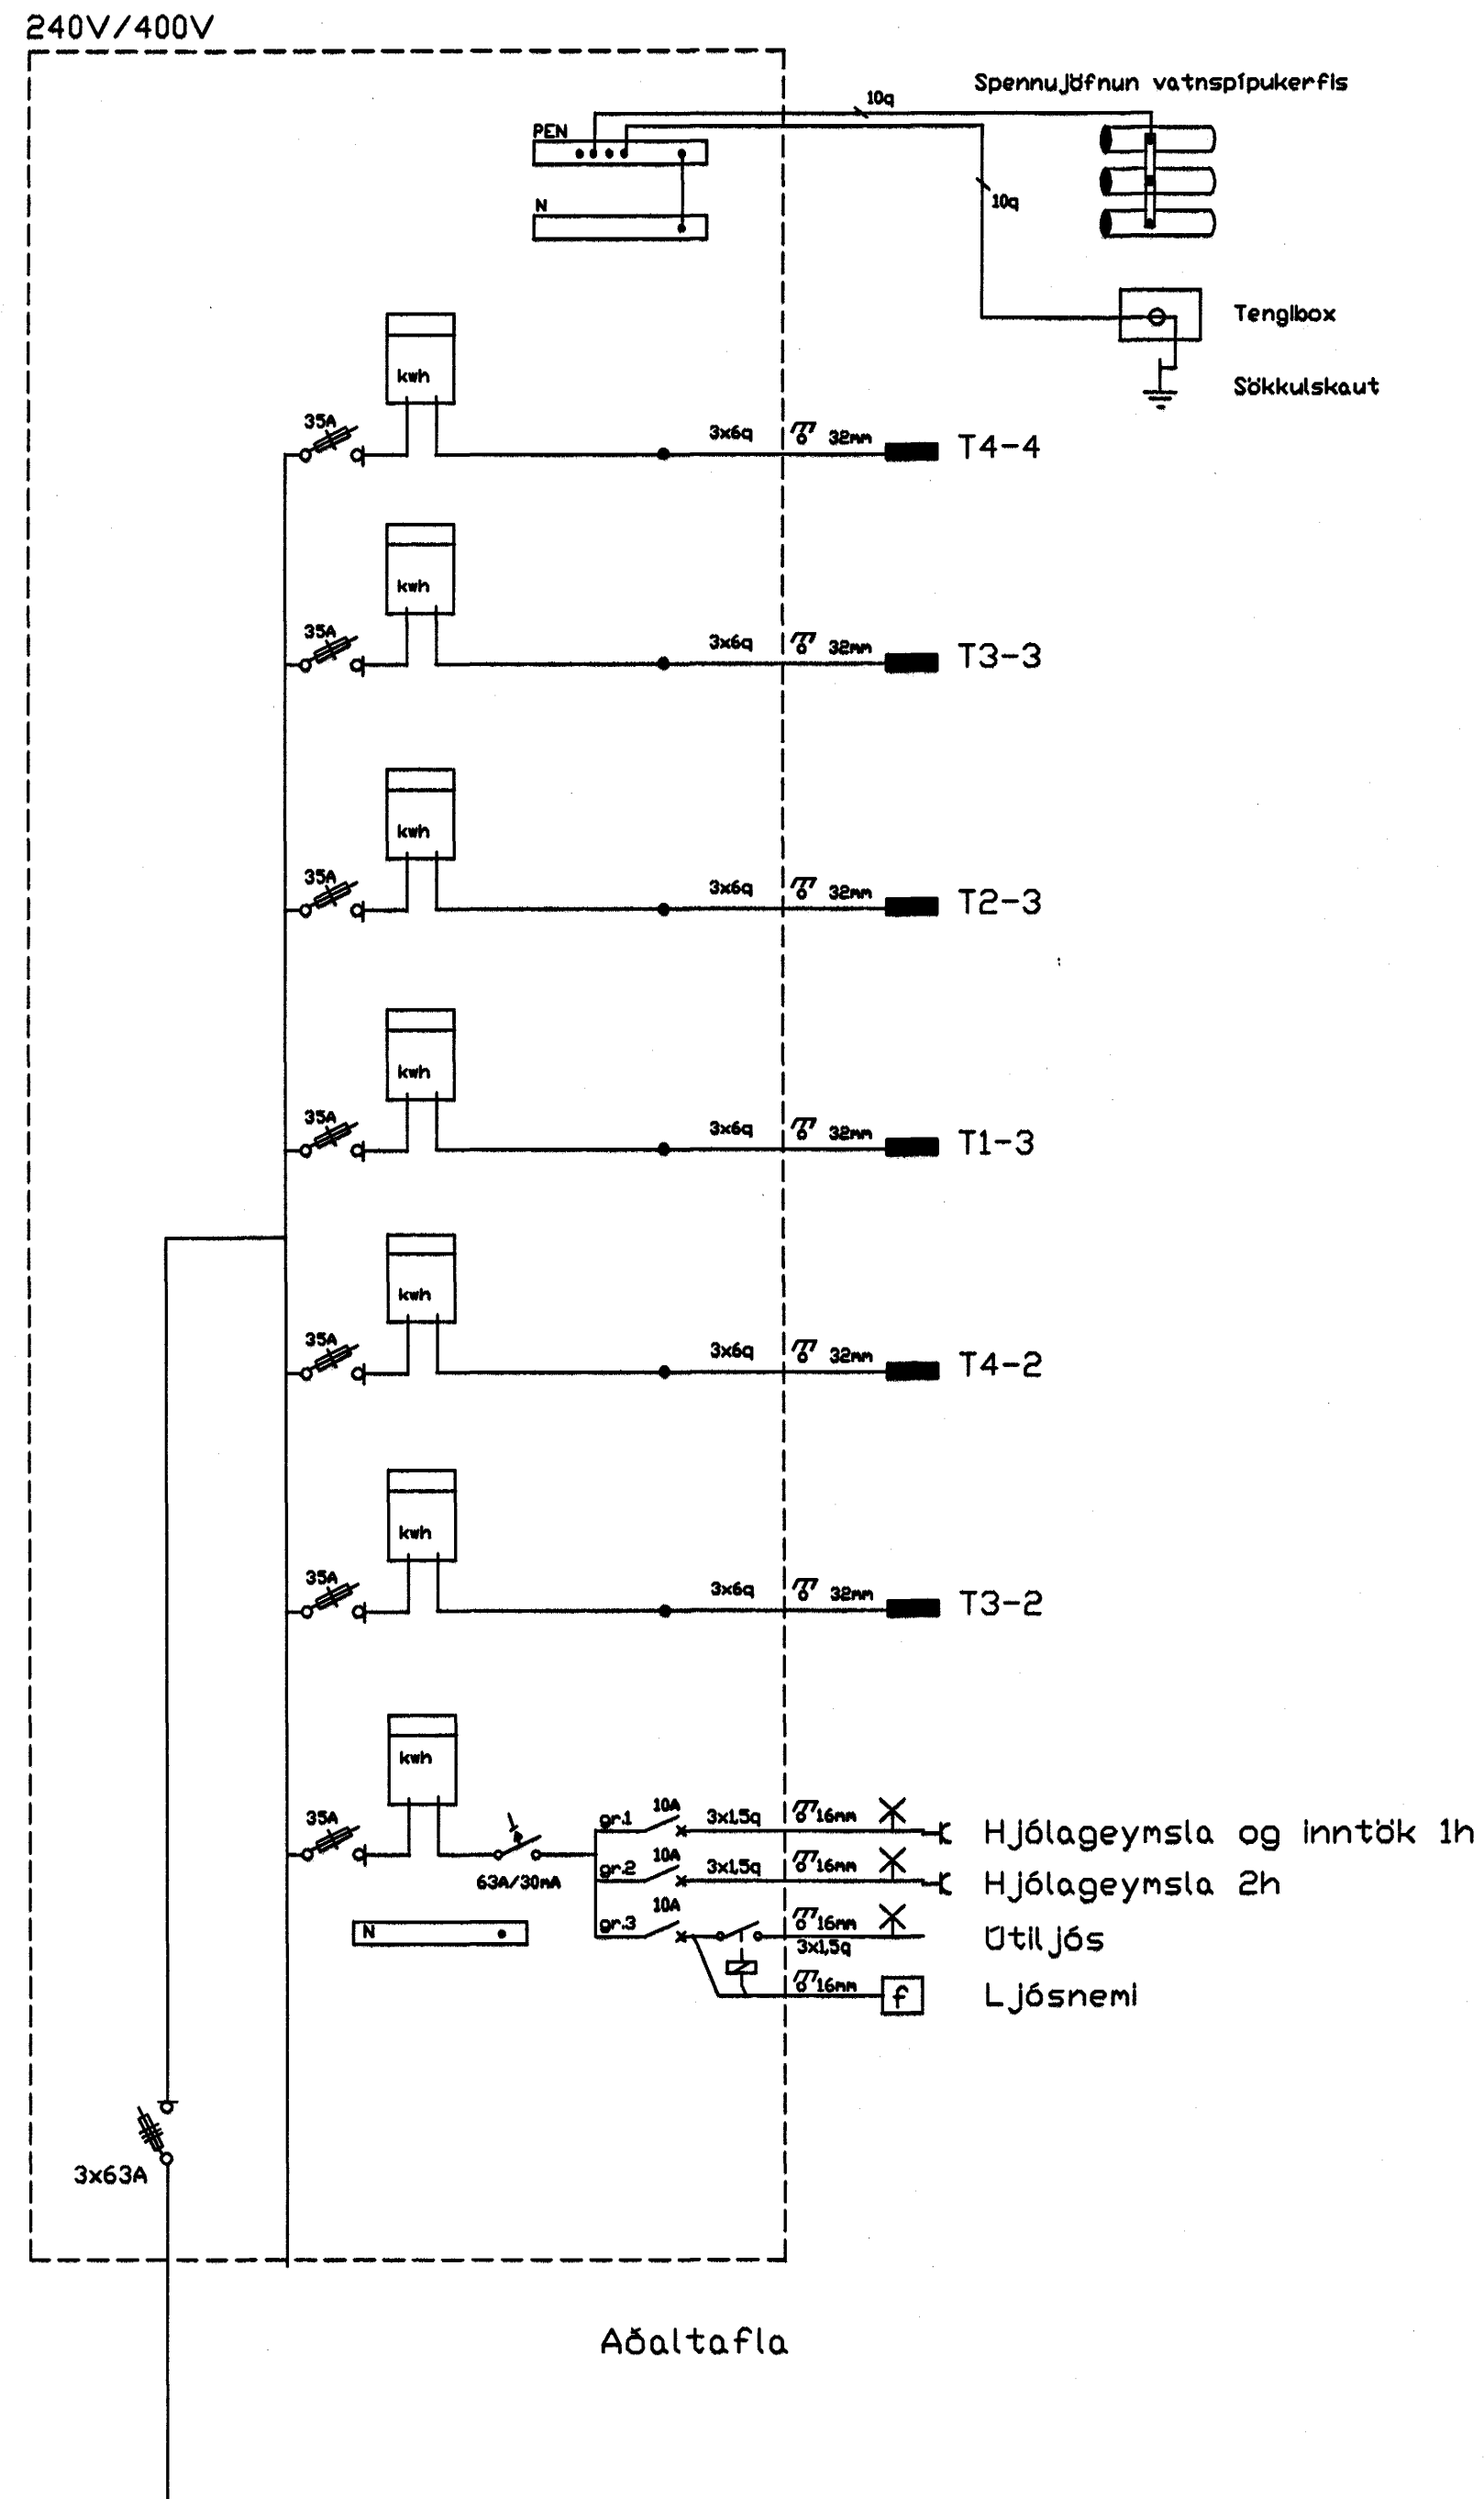 240V/400V
Spennujöfnun vatnspípukerfis
10q
PEN
10q
N
Tengibox
Sökkulskaut
kwh
35A
3x6q
32mm
T4-4
kwh
35A
3x6q
32mm
T3-3
kwh
35A
3x6q
32mm
T2-3
kwh
35A
3x6q
32mm
T1-3
kwh
35A
3x6q
32mm
T4-2
kwh
35A
3x6q
32mm
T3-2
kwh
35A
63A/30mA
gr.1
10A
3x1,5q
16mm
Hjólageymsla og inntök 1h
gr.2
10A
3x1,5q
16mm
Hjólageymsla 2h
gr.3
10A
16mm
3x1,5q
Útiljós
N
16mm
f
Ljósnemi
3x63A
Aðaltafla